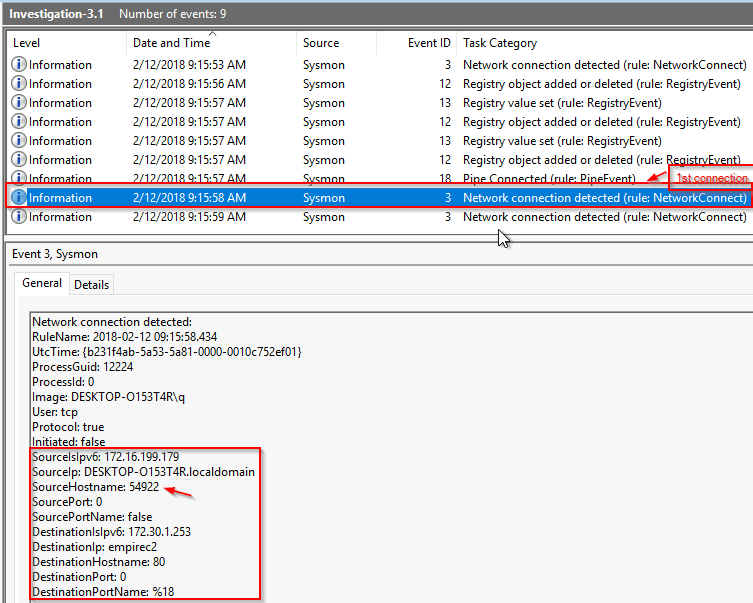 Investigation-3.1 Number of events: 9
Level Date and Time Source Event ID Task Category
Information 2/12/2018 9:15:53 AM Sysmon 3 Network connection detected (rule: NetworkConnect)
Information 2/12/2018 9:15:56 AM Sysmon 12 Registry object added or deleted (rule: RegistryEvent)
Information 2/12/2018 9:15:57 AM Sysmon 13 Registry value set (rule: RegistryEvent)
Information 2/12/2018 9:15:57 AM Sysmon 12 Registry object added or deleted (rule: RegistryEvent)
Information 2/12/2018 9:15:57 AM Sysmon 13 Registry value set (rule: RegistryEvent)
Information 2/12/2018 9:15:57 AM Sysmon 12 Registry object added or deleted (rule: RegistryEvent)
Information 2/12/2018 9:15:57 AM Sysmon 18 Pipe Connected (rule: PipeEvent) 1st connection
Information 2/12/2018 9:15:58 AM Sysmon 3 Network connection detected (rule: NetworkConnect)
Information 2/12/2018 9:15:59 AM Sysmon 3 Network connection detected (rule: NetworkConnect)
Event 3, Sysmon
General Details
Network connection detected:
RuleName: 2018-02-12 09:15:58.434
UtcTime: {b231f4ab-5a53-5a81-0000-0010c752ef01}
ProcessGuid: 12224
ProcessId: 0
Image: DESKTOP-O153T4R\q
User: tcp
Protocol: true
Initiated: false
SourceIsIpv6: 172.16.199.179
SourceIp: DESKTOP-O153T4R.localdomain
SourceHostname: 54922
SourcePort: 0
SourcePortName: false
DestinationIsIpv6: 172.30.1.253
DestinationIp: empirec2
DestinationHostname: 80
DestinationPort: 0
DestinationPortName: %18